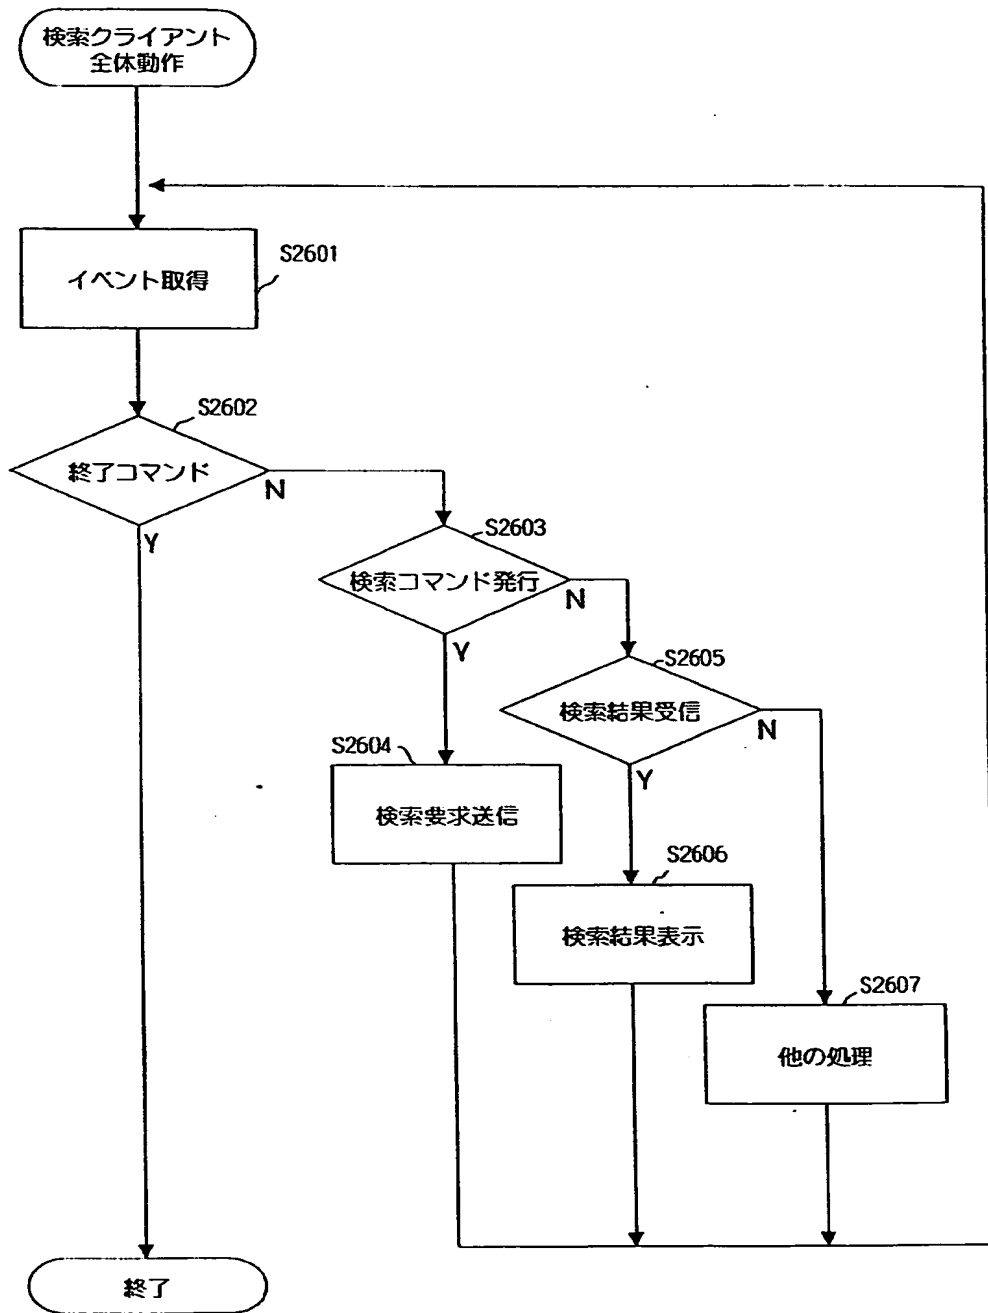 検索クライアント
全体動作
S2601
イベント取得
S2602
終了コマンド
N
Y
S2603
検索コマンド発行
N
Y
S2605
検索結果受信
N
Y
S2604
検索要求送信
S2606
検索結果表示
S2607
他の処理
終了